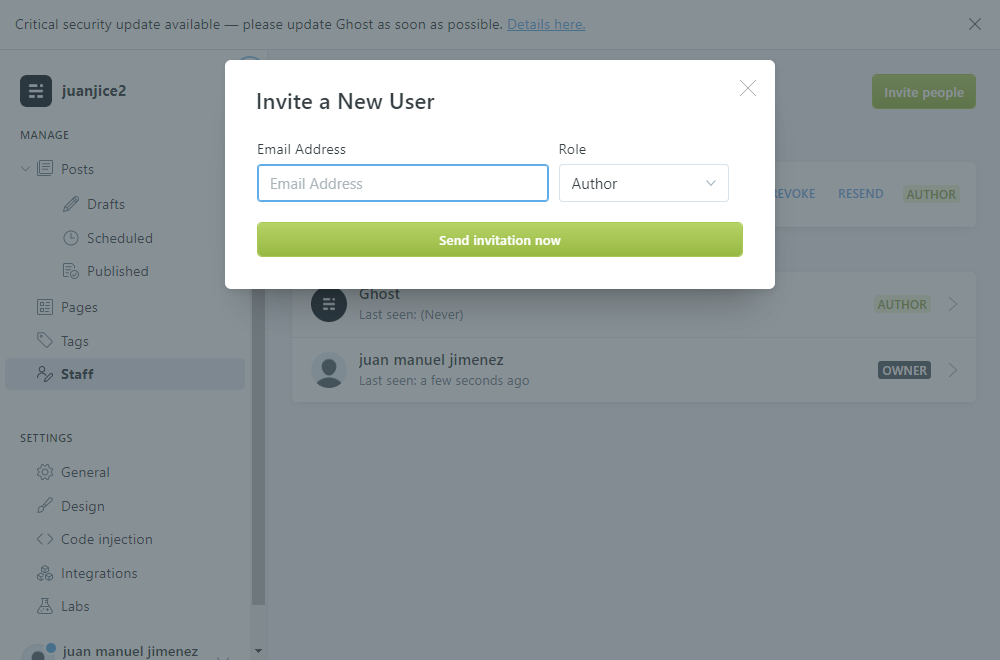 Critical security update available — please update Ghost as soon as possible. Details here.
juanjice2
Invite people
MANAGE
Posts
Drafts
Scheduled
Published
Pages
Tags
Staff
SETTINGS
General
Design
Code injection
Integrations
Labs
juan manuel jimenez
Invite a New User
Email Address
Role
Email Address
Author
Send invitation now
RESEND
AUTHOR
Ghost
Last seen: (Never)
AUTHOR
juan manuel jimenez
Last seen: a few seconds ago
OWNER